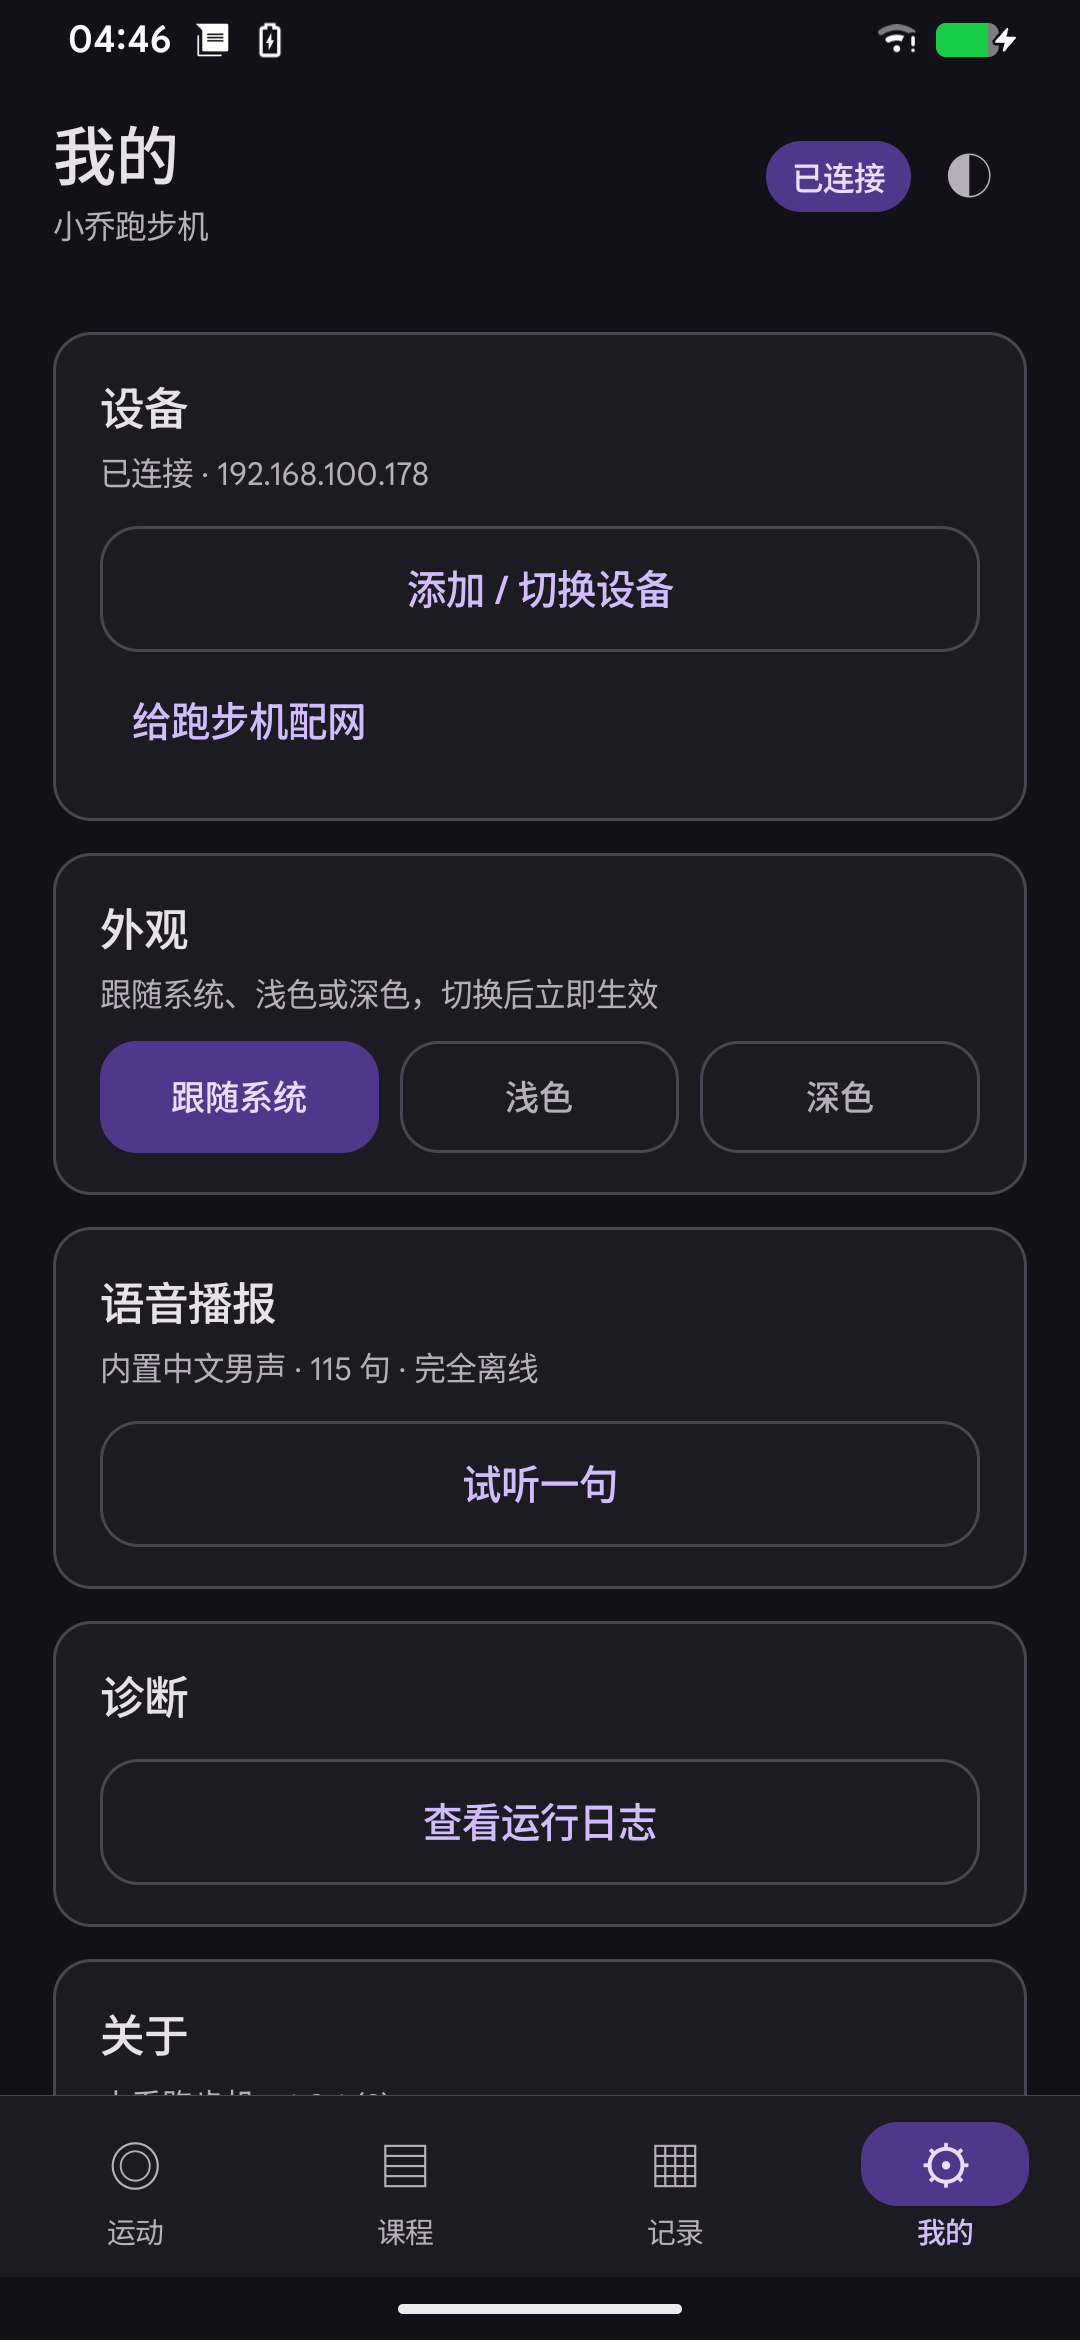 04:46
我的
小乔跑步机
已连接
设备
已连接 · 192.168.100.178
添加 / 切换设备
给跑步机配网
外观
跟随系统、浅色或深色，切换后立即生效
跟随系统
浅色
深色
语音播报
内置中文男声 · 115 句 · 完全离线
试听一句
诊断
查看运行日志
关于
运动
课程
记录
我的